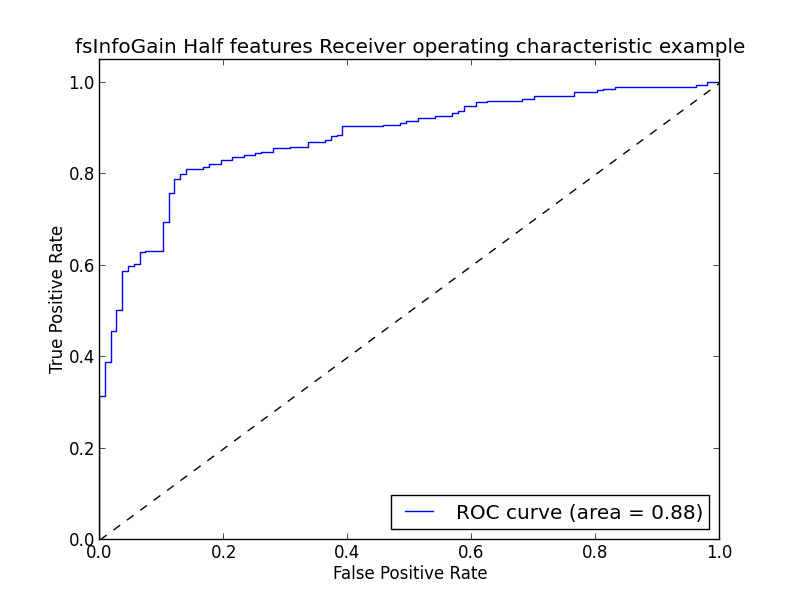 fsInfoGain Half features Receiver operating characteristic example
1.0
0.8
0.6
0.4
0.2
0.0
True Positive Rate
ROC curve (area = 0.88)
0.0 0.2 0.4 0.6 0.8 1.0
False Positive Rate